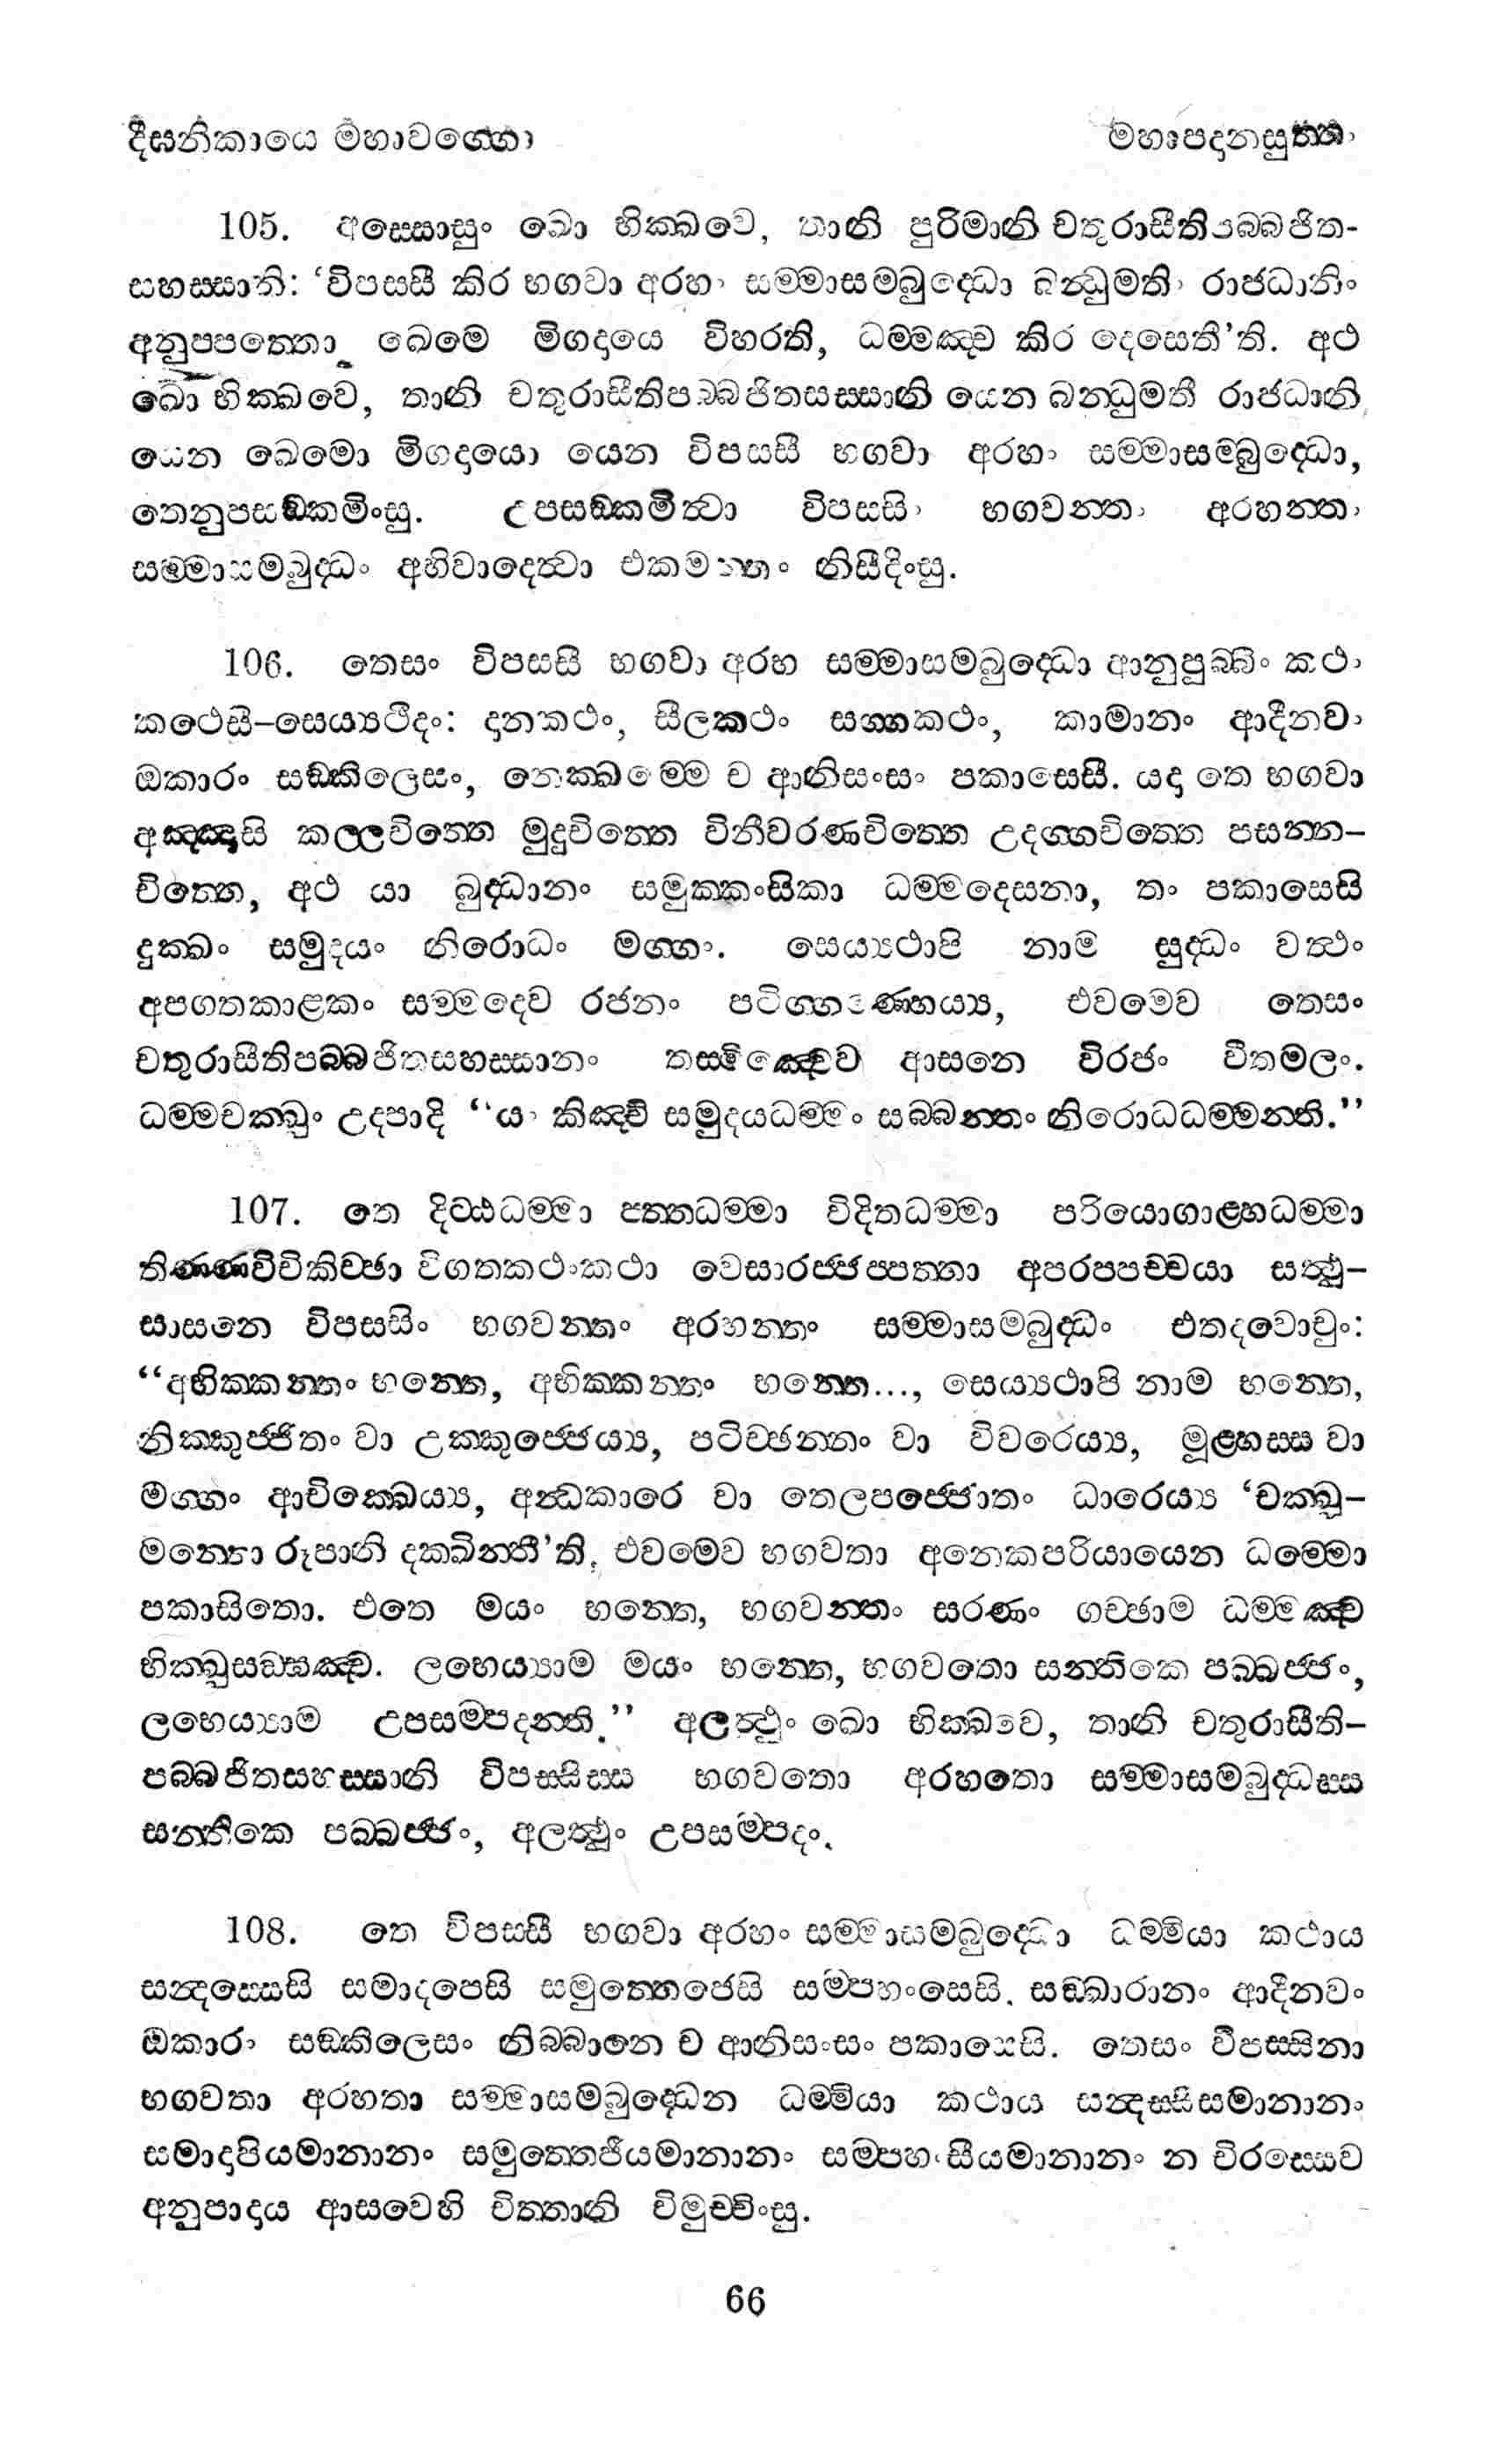 දීඝනිකායෙ මහාවග්ගො මහාපදානසුත්තං
105. අස්සොසුං ඛො භික්ඛවෙ, තානි පුරිමානි චතුරාසීතිපබ්බජිත-
සහස්සානි: ‘විපස්සී කිර භගවා අරහං සම්මාසම්බුද්ධො බන්ධුමතිං රාජධානිං
අනුප්පත්තො ඛෙමෙ මිගදායෙ විහරති, ධම්මඤ්ච කිර දෙසෙතී’ති. අථ
ඛො භික්ඛවෙ, තානි චතුරාසීතිපබ්බජිතසස්සානි යෙන බන්ධුමතී රාජධානි,
යෙන ඛෙමො මිගදායො යෙන විපස්සී භගවා අරහං සම්මාසම්බුද්ධො,
තෙනුපසඞ්කමිංසු. උපසඞ්කමිත්වා විපස්සිං භගවන්තං අරහන්තං
සම්මාසම්බුද්ධං අභිවාදෙත්වා එකමන්තං නිසීදිංසු.
106. තෙසං විපස්සී භගවා අරහ සම්මාසම්බුද්ධො ආනුපුබ්බිං කථං
කථෙසි–සෙය්‍යථීදං: දානකථං, සීලකථං සග්ගකථං, කාමානං ආදීනවං
ඔකාරං සඞ්කිලෙසං, නෙක්ඛම්මෙ ච ආනිසංසං පකාසෙසි. යදා තෙ භගවා
අඤ්ඤාසි කල්ලචිත්තෙ මුදුචිත්තෙ විනීවරණචිත්තෙ උදග්ගචිත්තෙ පසන්න–
චිත්තෙ, අථ යා බුද්ධානං සමුක්කංසිකා ධම්මදෙසනා, තං පකාසෙසි
දුක්ඛං සමුදයං නිරොධං මග්ගං. සෙය්‍යථාපි නාම සුද්ධං වත්ථං
අපගතකාළකං සම්මදෙව රජනං පටිග්ගණ්හෙය්‍ය, එවමෙව තෙසං
චතුරාසීතිපබ්බජිතසහස්සානං තස්මිඤ්ඤෙව ආසනෙ විරජං වීතමලං.
ධම්මචක්ඛුං උදපාදි “යං කිඤ්චි සමුදයධම්මං සබ්බන්තං නිරොධධම්මන්ති.”
107. තෙ දිට්ඨධම්මා පත්තධම්මා විදිතධම්මා පරියොගාළ්හධම්මා
තිණ්ණවිචිකිච්ඡා විගතකථංකථා වෙසාරජ්ජප්පත්තා අපරප්පච්චයා සත්ථු–
සාසනෙ විපස්සිං භගවන්තං අරහන්තං සම්මාසම්බුද්ධං එතදවොචුං:
“අභික්කන්තං භන්තෙ, අභික්කන්තං භන්තෙ..., සෙය්‍යථාපි නාම භන්තෙ,
නික්කුජ්ජිතං වා උක්කුජ්ජෙය්‍ය, පටිච්ඡන්නං වා විවරෙය්‍ය, මූළ්හස්ස වා
මග්ගං ආචික්ඛෙය්‍ය, අන්ධකාරෙ වා තෙලපජ්ජොතං ධාරෙය්‍ය ‘චක්ඛු–
මන්තො රූපානි දක්ඛින්තී’ති, එවමෙව භගවතා අනෙකපරියායෙන ධම්මො
පකාසිතො. එතෙ මයං භන්තෙ, භගවන්තං සරණං ගච්ඡාම ධම්මඤ්ච
භික්ඛුසඞ්ඝඤ්ච. ලභෙය්‍යාම මයං භන්තෙ, භගවතො සන්තිකෙ පබ්බජ්ජං,
ලභෙය්‍යාම උපසම්පදන්ති.” අලත්ථුං ඛො භික්ඛවෙ, තානි චතුරාසීති–
පබ්බජිතසහස්සානි විපස්සිස්ස භගවතො අරහතො සම්මාසම්බුද්ධස්ස
සන්තිකෙ පබ්බජ්ජං, අලත්ථුං උපසම්පදං.
108. තෙ විපස්සී භගවා අරහං සම්මාසම්බුද්ධො ධම්මියා කථාය
සන්දස්සෙසි සමාදපෙසි සමුත්තෙජෙසි සම්පහංසෙසි. සඞ්ඛාරානං ආදීනවං
ඔකාරං සඞ්කිලෙසං නිබ්බානෙ ච ආනිසංසං පකාසෙසි. තෙසං විපස්සිනා
භගවතා අරහතා සම්මාසම්බුද්ධෙන ධම්මියා කථාය සන්දස්සියමානානං
සමාදාපියමානානං සමුත්තෙජියමානානං සම්පහංසියමානානං න චිරස්සෙව
අනුපාදාය ආසවෙහි චිත්තානි විමුච්චිංසු.
66